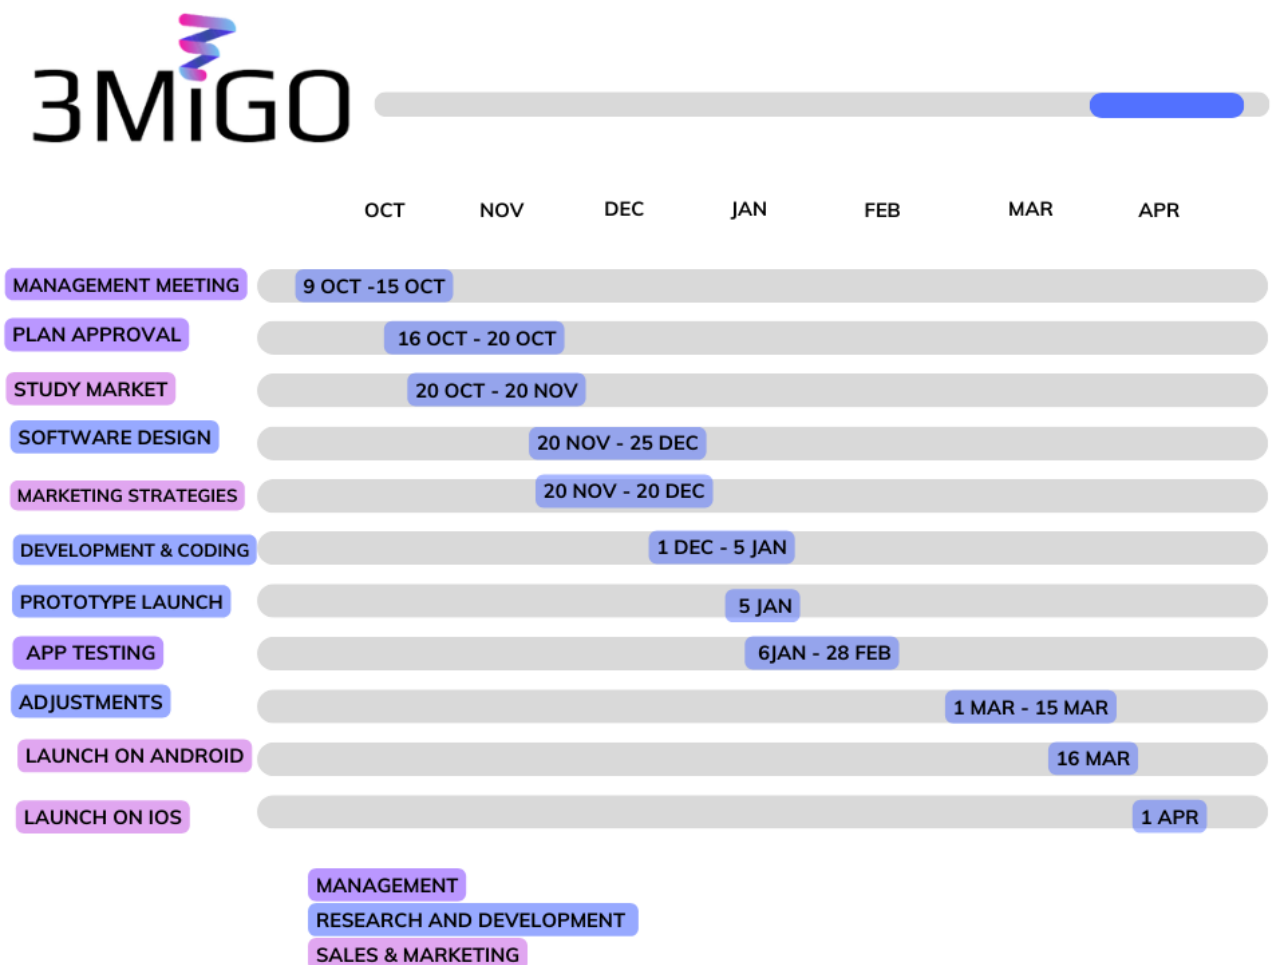 3MiGO
OCT NOV DEC JAN FEB MAR APR
MANAGEMENT MEETING 9 OCT -15 OCT
PLAN APPROVAL 16 OCT - 20 OCT
STUDY MARKET 20 OCT - 20 NOV
SOFTWARE DESIGN 20 NOV - 25 DEC
MARKETING STRATEGIES 20 NOV - 20 DEC
DEVELOPMENT & CODING 1 DEC - 5 JAN
PROTOTYPE LAUNCH 5 JAN
APP TESTING 6JAN - 28 FEB
ADJUSTMENTS 1 MAR - 15 MAR
LAUNCH ON ANDROID 16 MAR
LAUNCH ON IOS 1 APR
MANAGEMENT
RESEARCH AND DEVELOPMENT
SALES & MARKETING